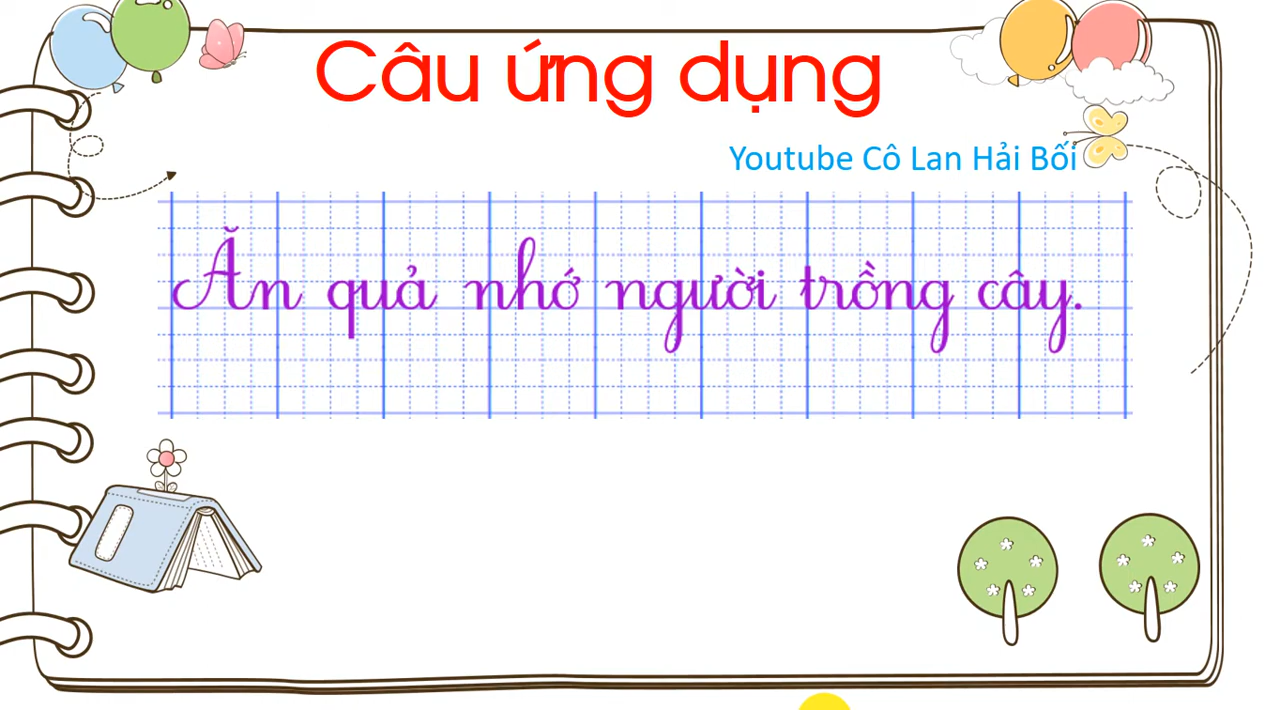 Câu ứng dụng
Youtube Cô Lan Hải Bối
Ăn quả nhớ người trồng cây.